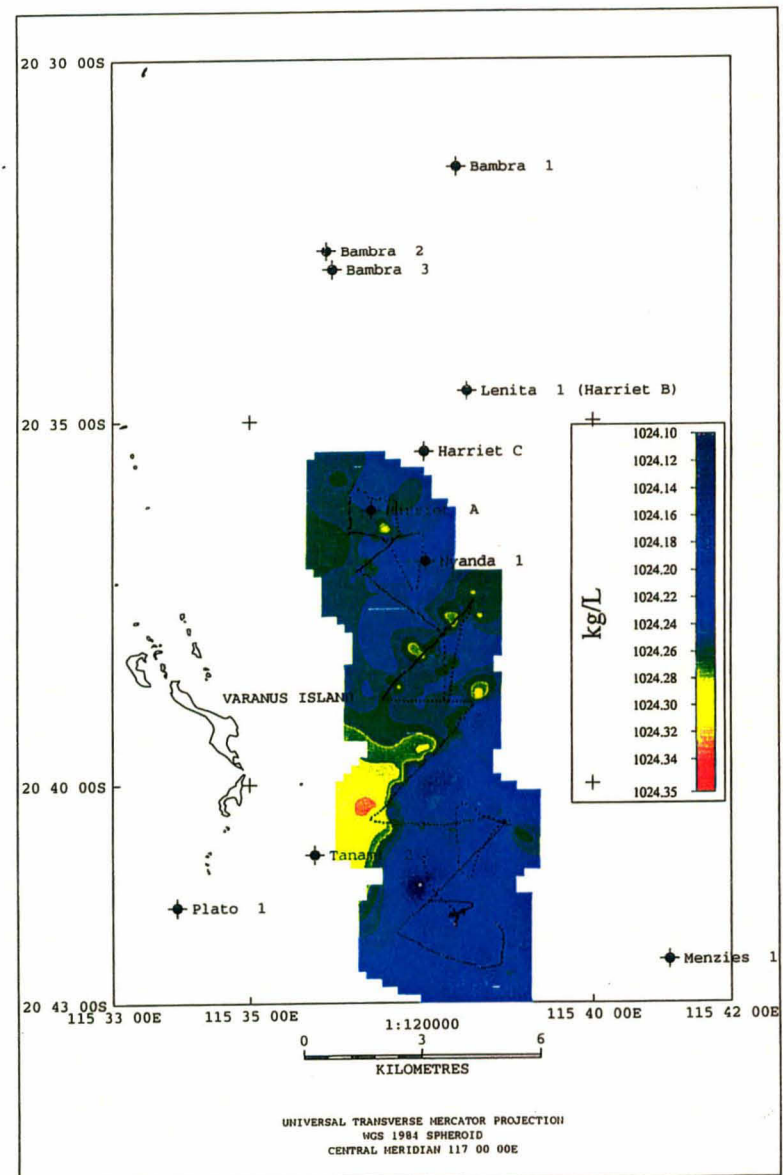 20 30 00S
Bambra 1
Bambra 2
Bambra 3
Lenita 1 (Harriet B)
20 35 00S
Harriet C
A
1
VARANUS ISLAND
20 40 00S
Plato 1
Menzies 1
20 43 00S
115 33 00E
115 35 00E
115 40 00E
115 42 00E
1024.10
1024.12
1024.14
1024.16
1024.18
1024.20
1024.22
1024.24
1024.26
1024.28
1024.30
1024.32
1024.34
1024.35
kg/L
1:120000
0 3 6
KILOMETRES
UNIVERSAL TRANSVERSE MERCATOR PROJECTION
WGS 1984 SPHEROID
CENTRAL MERIDIAN 117 00 00E